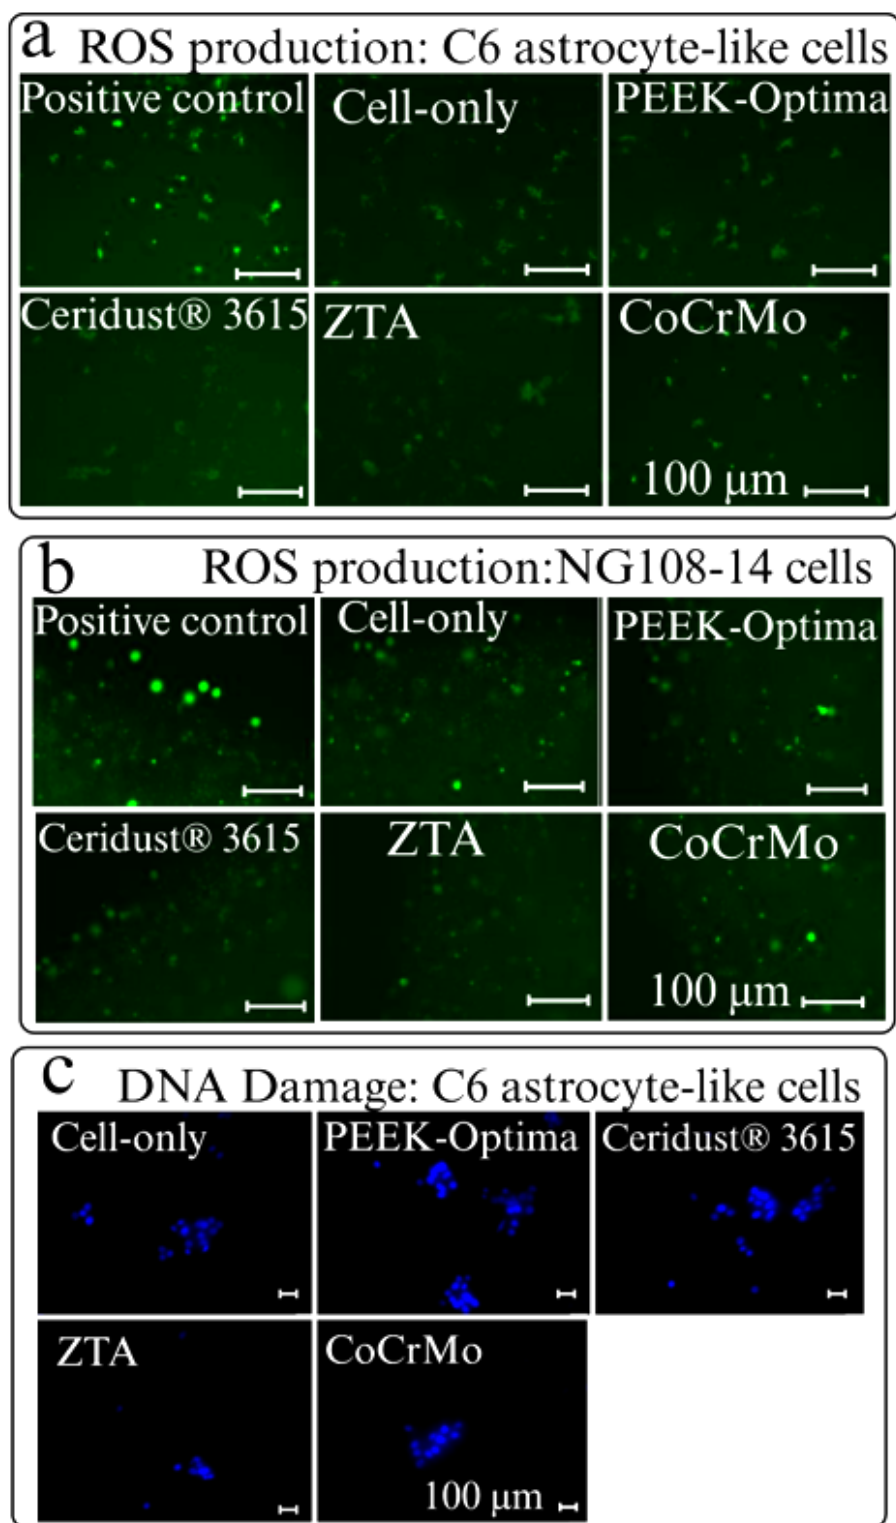 a ROS production: C6 astrocyte-like cells
Positive control Cell-only PEEK-Optima
Ceridust® 3615 ZTA CoCrMo
100 µm
b ROS production:NG108-14 cells
Positive control Cell-only PEEK-Optima
Ceridust® 3615 ZTA CoCrMo
100 µm
c DNA Damage: C6 astrocyte-like cells
Cell-only PEEK-Optima Ceridust® 3615
ZTA CoCrMo
100 µm